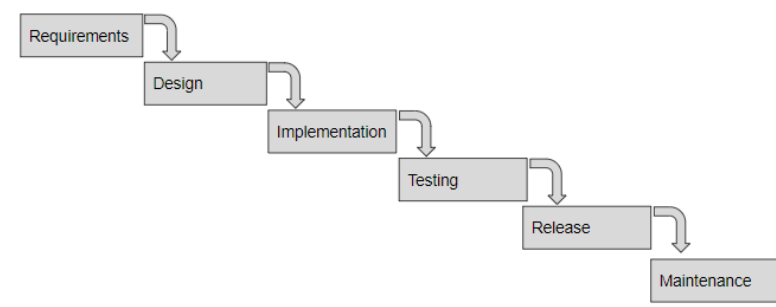 Requirements
Design
Implementation
Testing
Release
Maintenance